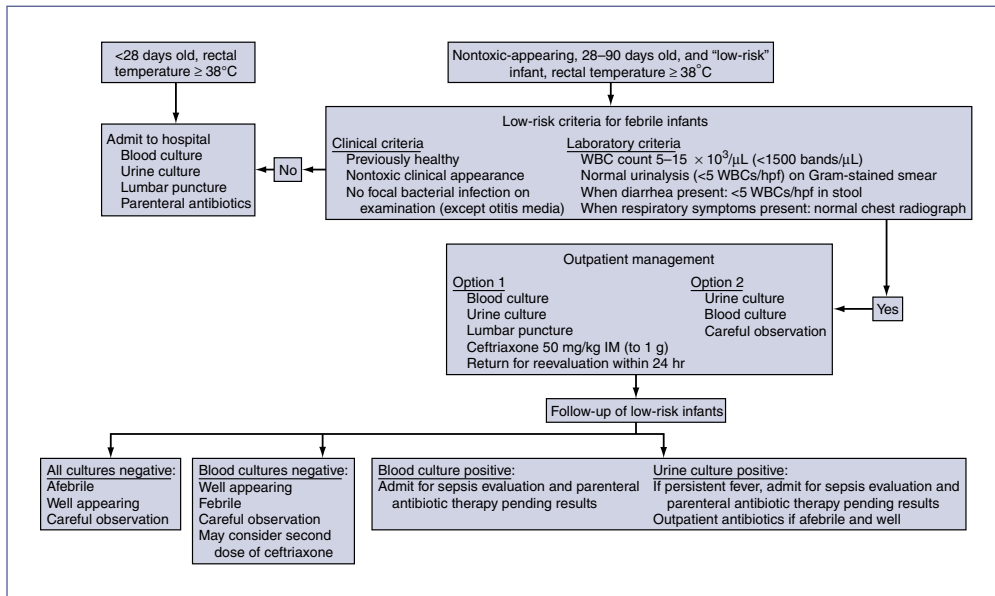 <28 days old, rectal
temperature ≥ 38°C
Nontoxic-appearing, 28–90 days old, and “low-risk”
infant, rectal temperature ≥ 38°C
Low-risk criteria for febrile infants
Clinical criteria
Previously healthy
Nontoxic clinical appearance
No focal bacterial infection on
examination (except otitis media)
Laboratory criteria
WBC count 5–15 × 10³/μL (<1500 bands/μL)
Normal urinalysis (<5 WBCs/hpf) on Gram-stained smear
When diarrhea present: <5 WBCs/hpf in stool
When respiratory symptoms present: normal chest radiograph
No
Admit to hospital
Blood culture
Urine culture
Lumbar puncture
Parenteral antibiotics
Yes
Outpatient management
Option 1
Blood culture
Urine culture
Lumbar puncture
Ceftriaxone 50 mg/kg IM (to 1 g)
Return for reevaluation within 24 hr
Option 2
Urine culture
Blood culture
Careful observation
Follow-up of low-risk infants
All cultures negative:
Afebrile
Well appearing
Careful observation
Blood cultures negative:
Well appearing
Febrile
Careful observation
May consider second
dose of ceftriaxone
Blood culture positive:
Admit for sepsis evaluation and parenteral
antibiotic therapy pending results
Urine culture positive:
If persistent fever, admit for sepsis evaluation and
parenteral antibiotic therapy pending results
Outpatient antibiotics if afebrile and well